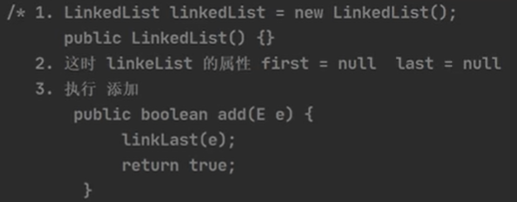 /* 1. LinkedList linkedList = new LinkedList();
public LinkedList() {}
2. 这时 linkeList 的属性 first = null last = null
3. 执行 添加
public boolean add(E e) {
linkLast(e);
return true;
}